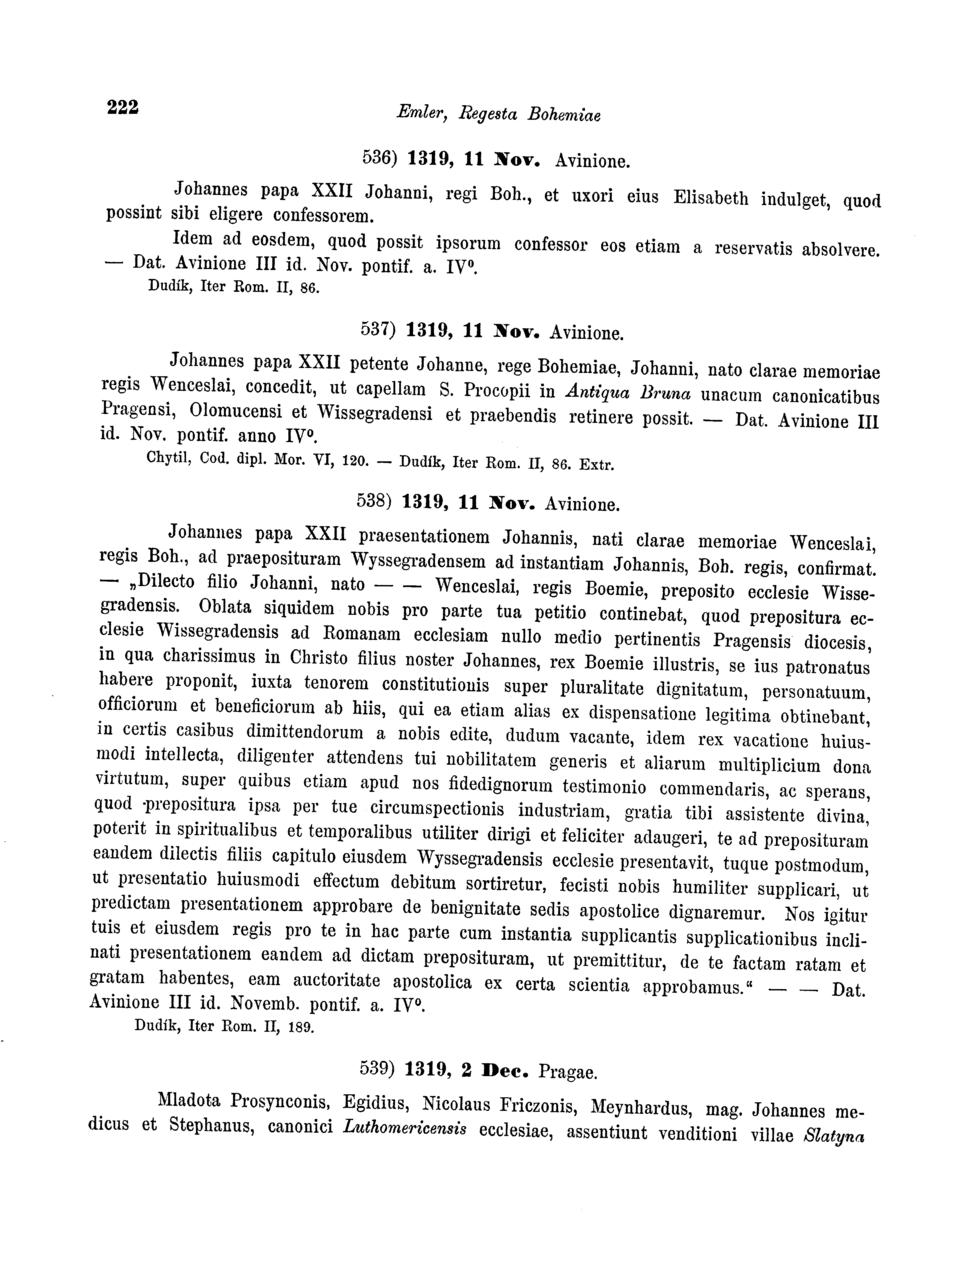 222
Emler, Regesta Bohemiae
536) 1319, 11 Nov. Avinione.
Johannes papa XXII Johanni, regi Boh., et uxori eius Elisabeth indulget, quod
possint sibi eligere confessorem.
Idem ad eosdem, quod possit ipsorum confessor eos etiam a reservatis absolvere.
— Dat. Avinione III id. Nov. pontif. a. IVº.
Dudík, Iter Rom. II, 86.
537) 1319, 11 Nov. Avinione.
Johannes papa XXII petente Johanne, rege Bohemiae, Johanni, nato clarae memoriae
regis Wenceslai, concedit, ut capellam S. Procopii in Antiqua Bruna unacum canonicatibus
Pragensi, Olomucensi et Wissegradensi et praebendis retinere possit. — Dat. Avinione III
id. Nov. pontif. anno IVº.
Chytil, Cod. dipl. Mor. VI, 120. — Dudík, Iter Rom. II, 86. Extr.
538) 1319, 11 Nov. Avinione.
Johannes papa XXII praesentationem Johannis, nati clarae memoriae Wenceslai,
regis Boh., ad praeposituram Wyssegradensem ad instantiam Johannis, Boh. regis, confirmat.
— „Dilecto filio Johanni, nato — — Wenceslai, regis Boemie, preposito ecclesie Wisse-
gradensis. Oblata siquidem nobis pro parte tua petitio continebat, quod prepositura ec-
clesie Wissegradensis ad Romanam ecclesiam nullo medio pertinentis Pragensis diocesis,
in qua charissimus in Christo filius noster Johannes, rex Boemie illustris, se ius patronatus
habere proponit, iuxta tenorem constitutionis super pluralitate dignitatum, personatuum,
officiorum et beneficiorum ab hiis, qui ea etiam alias ex dispensatione legitima obtinebant,
in certis casibus dimittendorum a nobis edite, dudum vacante, idem rex vacatione huius-
modi intellecta, diligenter attendens tui nobilitatem generis et aliarum multiplicium dona
virtutum, super quibus etiam apud nos fidedignorum testimonio commendaris, ac sperans,
quod prepositura ipsa per tue circumspectionis industriam, gratia tibi assistente divina,
poterit in spiritualibus et temporalibus utiliter dirigi et feliciter adaugeri, te ad preposituram
eandem dilectis filiis capitulo eiusdem Wyssegradensis ecclesie presentavit, tuque postmodum,
ut presentatio huiusmodi effectum debitum sortiretur, fecisti nobis humiliter supplicari, ut
predictam presentationem approbare de benignitate sedis apostolice dignaremur. Nos igitur
tuis et eiusdem regis pro te in hac parte cum instantia supplicantis supplicationibus incli-
nati presentationem eandem ad dictam preposituram, ut premittitur, de te factam ratam et
gratam habentes, eam auctoritate apostolica ex certa scientia approbamus.“ — — Dat.
Avinione III id. Novemb. pontif. a. IVº.
Dudík, Iter Rom. II, 189.
539) 1319, 2 Dec. Pragae.
Mladota Prosynconis, Egidius, Nicolaus Friczonis, Meynhardus, mag. Johannes me-
dicus et Stephanus, canonici Luthomericensis ecclesiae, assentiunt venditioni villae Slatyna